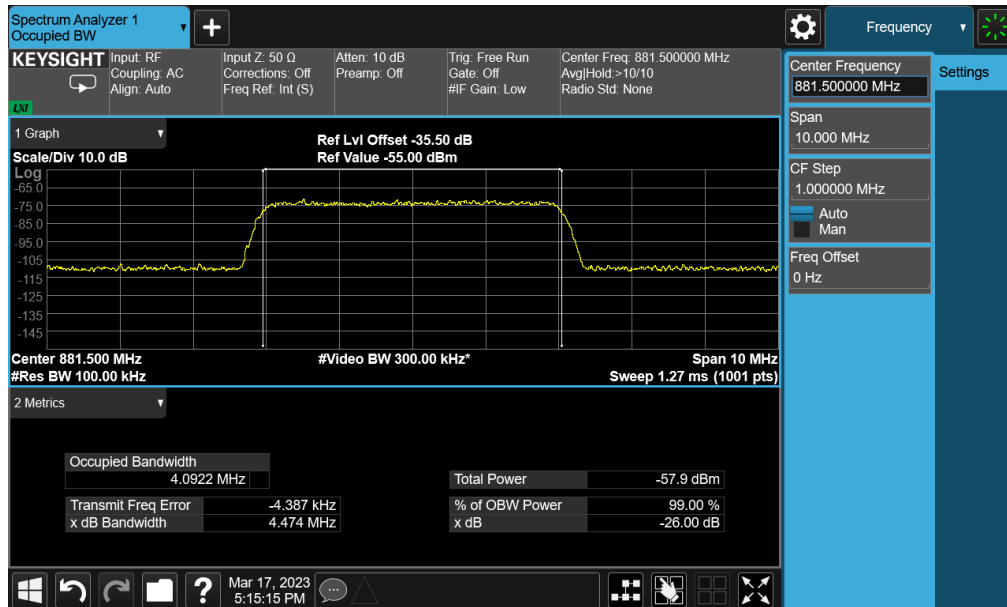 Spectrum Analyzer 1
Occupied BW
+
Frequency
KEYSIGHT
LXI
Input: RF
Coupling: AC
Align: Auto
Input Z: 50 Ω
Corrections: Off
Freq Ref: Int (S)
Atten: 10 dB
Preamp: Off
Trig: Free Run
Gate: Off
#IF Gain: Low
Center Freq: 881.500000 MHz
Avg|Hold:>10/10
Radio Std: None
Center Frequency
881.500000 MHz
Settings
Span
10.000 MHz
CF Step
1.000000 MHz
Auto
Man
Freq Offset
0 Hz
1 Graph
Scale/Div 10.0 dB
Ref Lvl Offset -35.50 dB
Ref Value -55.00 dBm
Log
-65.0
-75.0
-85.0
-95.0
-105
-115
-125
-135
-145
Center 881.500 MHz
#Res BW 100.00 kHz
#Video BW 300.00 kHz*
Span 10 MHz
Sweep 1.27 ms (1001 pts)
2 Metrics
Occupied Bandwidth
4.0922 MHz
Total Power -57.9 dBm
Transmit Freq Error -4.387 kHz
% of OBW Power 99.00 %
x dB Bandwidth 4.474 MHz
x dB -26.00 dB
?
Mar 17, 2023
5:15:15 PM